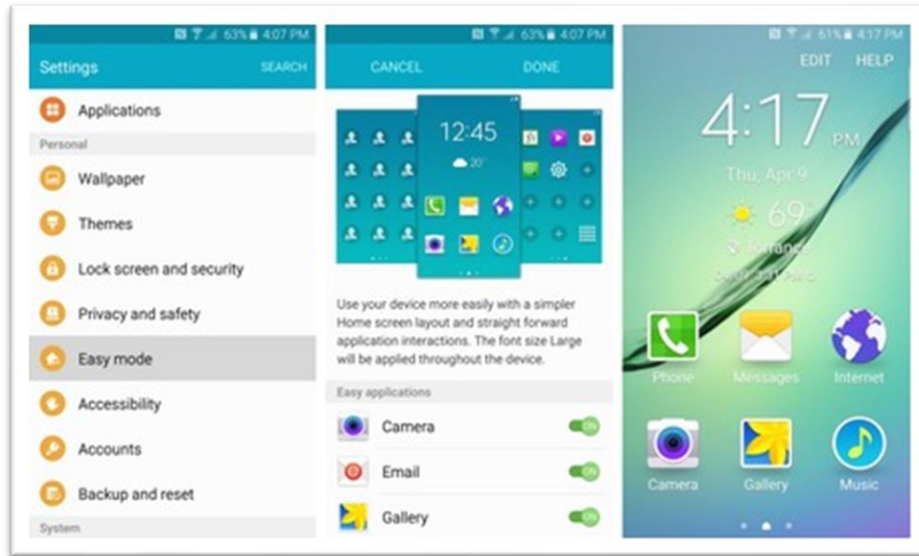 63% 4:07 PM
Settings
SEARCH
Applications
Personal
Wallpaper
Themes
Lock screen and security
Privacy and safety
Easy mode
Accessibility
Accounts
Backup and reset
System
63% 4:07 PM
CANCEL
DONE
12:45
20°
Use your device more easily with a simpler
Home screen layout and straight forward
application interactions. The font size Large
will be applied throughout the device.
Easy applications
Camera
ON
Email
ON
Gallery
ON
61% 4:17 PM
EDIT
HELP
4:17 PM
Thu, Apr 9
69°
Torrance
Phone
Messages
Internet
Camera
Gallery
Music